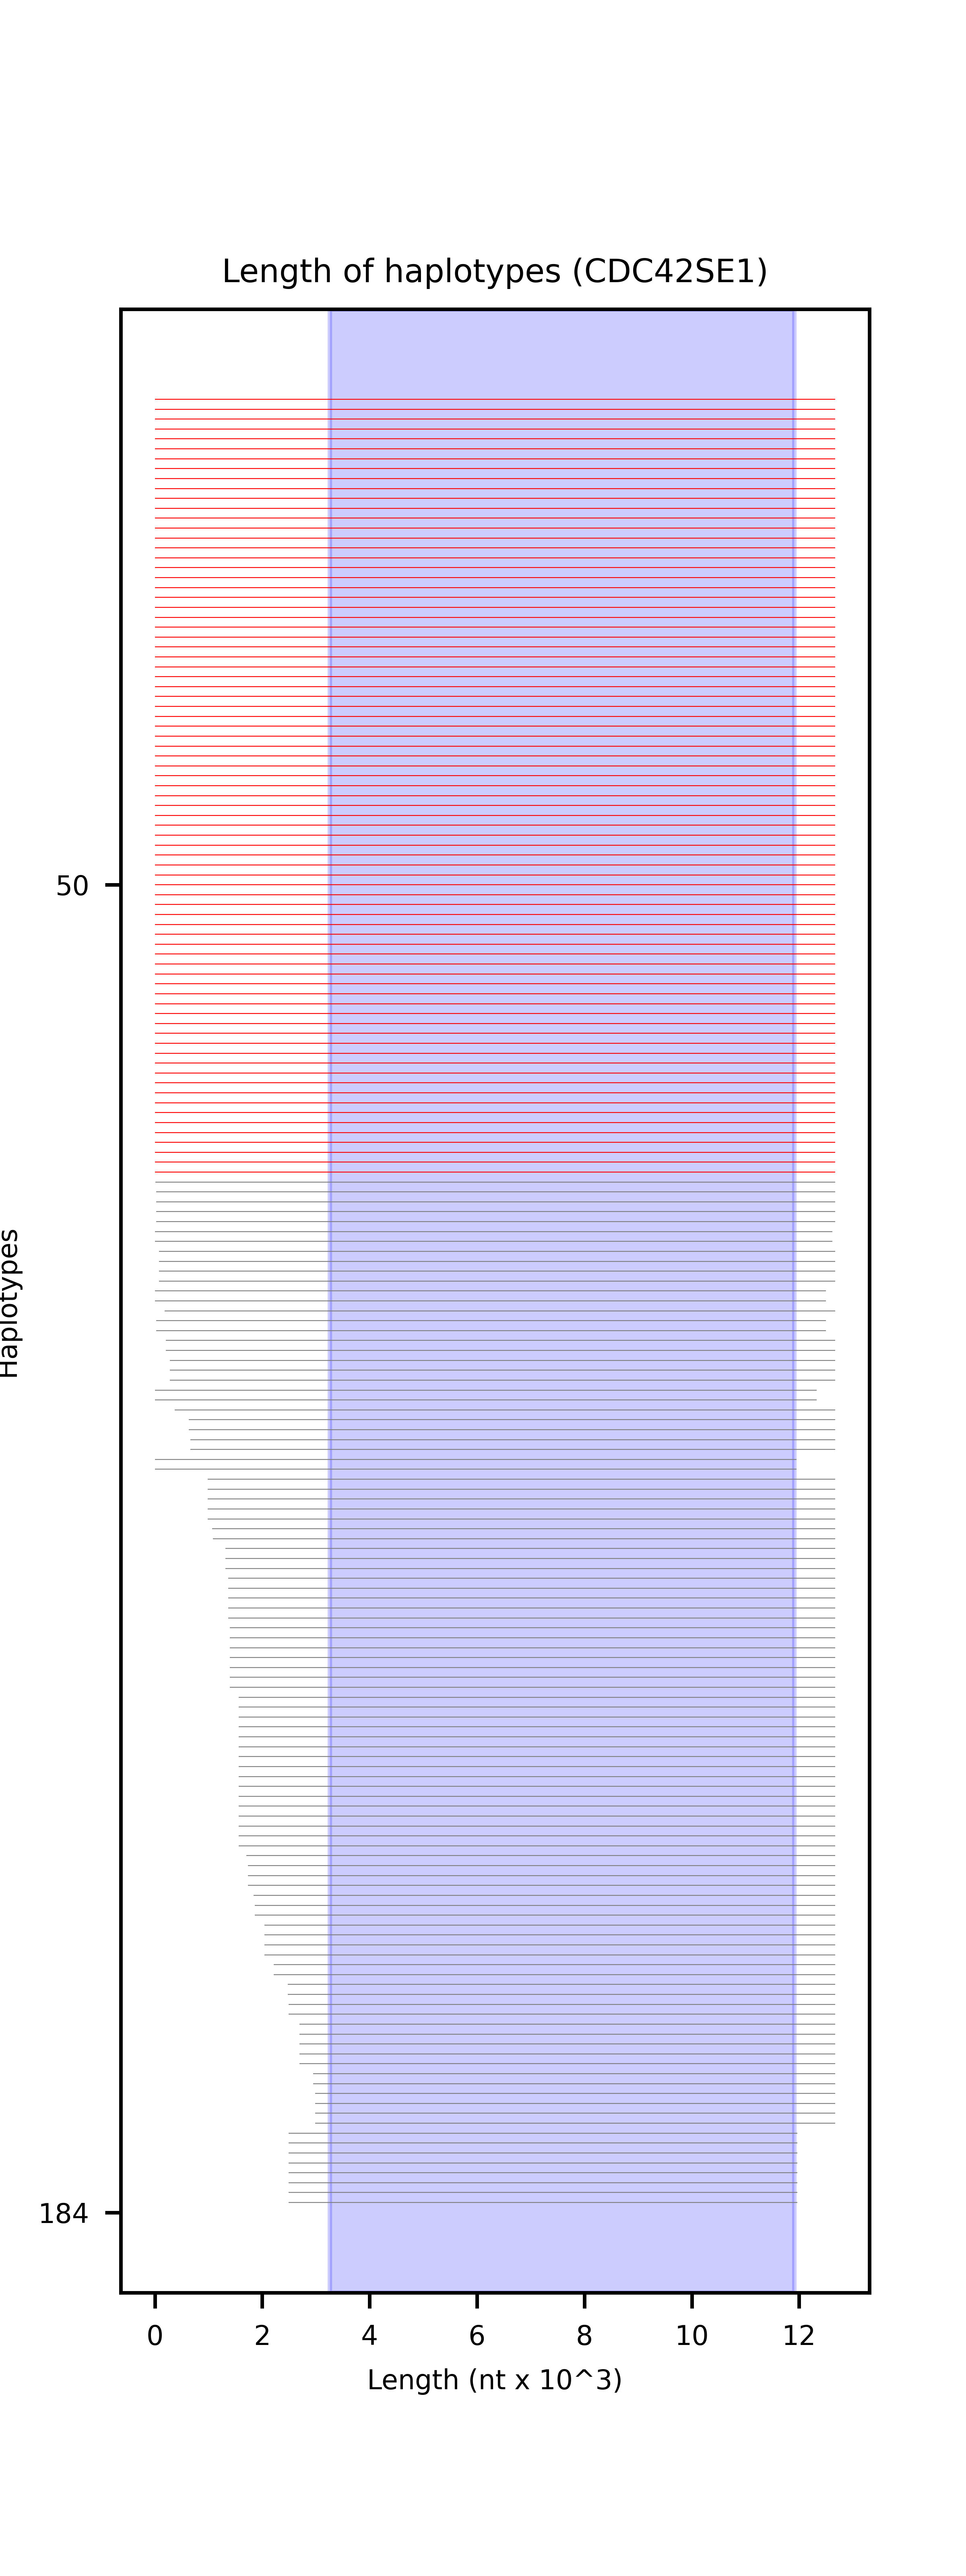 Length of haplotypes (CDC42SE1)
50
Haplotypes
184
0 2 4 6 8 10 12
Length (nt x 10^3)